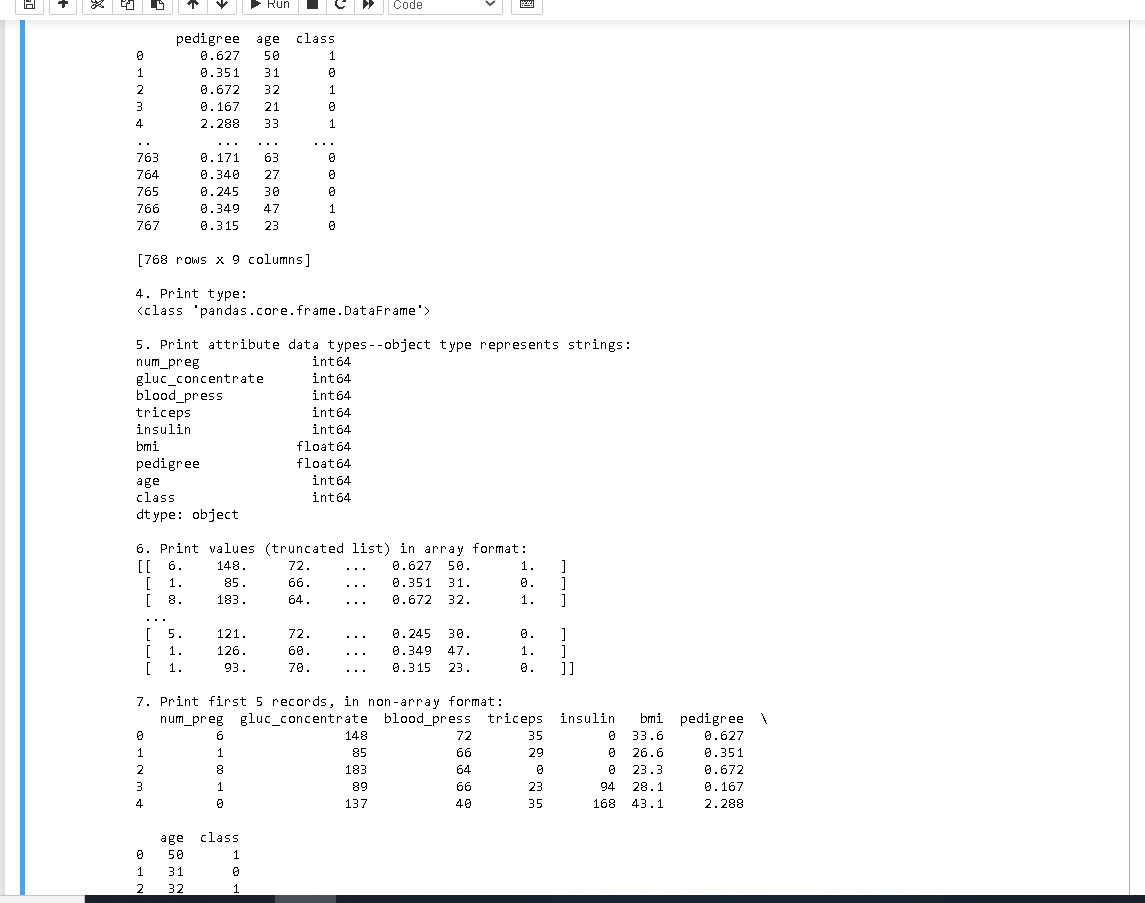 Run Code
pedigree age class
0 0.627 50 1
1 0.351 31 0
2 0.672 32 1
3 0.167 21 0
4 2.288 33 1
.. ... ... ...
763 0.171 63 0
764 0.340 27 0
765 0.245 30 0
766 0.349 47 1
767 0.315 23 0
[768 rows x 9 columns]
4. Print type:
<class 'pandas.core.frame.DataFrame'>
5. Print attribute data types--object type represents strings:
num_preg int64
gluc_concentrate int64
blood_press int64
triceps int64
insulin int64
bmi float64
pedigree float64
age int64
class int64
dtype: object
6. Print values (truncated list) in array format:
[[ 6. 148. 72. ... 0.627 50. 1. ]
[ 1. 85. 66. ... 0.351 31. 0. ]
[ 8. 183. 64. ... 0.672 32. 1. ]
...
[ 5. 121. 72. ... 0.245 30. 0. ]
[ 1. 126. 60. ... 0.349 47. 1. ]
[ 1. 93. 70. ... 0.315 23. 0. ]]
7. Print first 5 records, in non-array format:
num_preg gluc_concentrate blood_press triceps insulin bmi pedigree \
0 6 148 72 35 0 33.6 0.627
1 1 85 66 29 0 26.6 0.351
2 8 183 64 0 0 23.3 0.672
3 1 89 66 23 94 28.1 0.167
4 0 137 40 35 168 43.1 2.288
age class
0 50 1
1 31 0
2 32 1